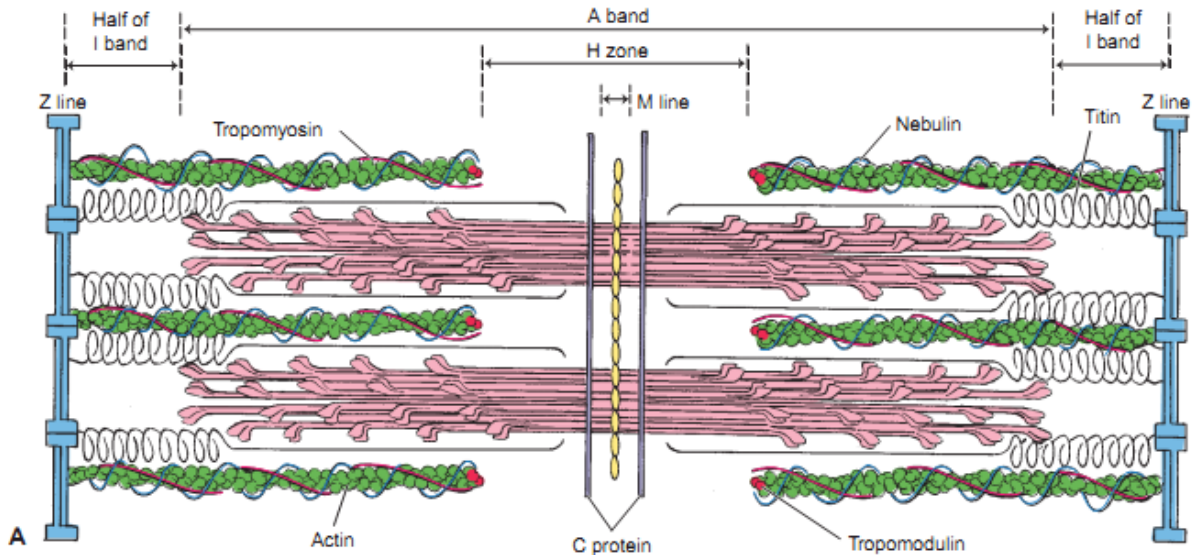 A band
Half of
I band
Half of
I band
H zone
Z line
M line
Z line
Tropomyosin
Nebulin
Titin
A
Actin
C protein
Tropomodulin